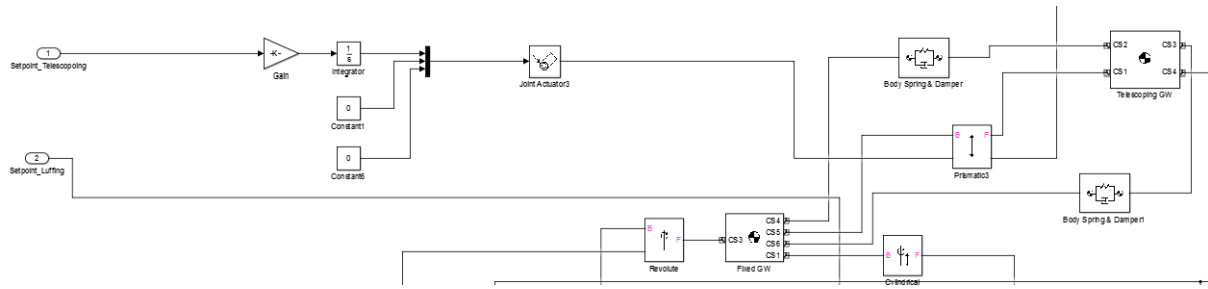 1
Setpoint_Telescopoing
-K-
Gain
1
s
Integrator
0
Constant1
0
Constant6
Joint Actuator3
Body Spring & Damper
CS2
CS3
CS1
CS4
Telescoping GW
B
F
Prismatic3
Body Spring & Damper1
2
Setpoint_Luffing
B
F
Revolute
CS3
CS4
CS5
CS6
CS1
Fixed GW
B
F
Cylindrical